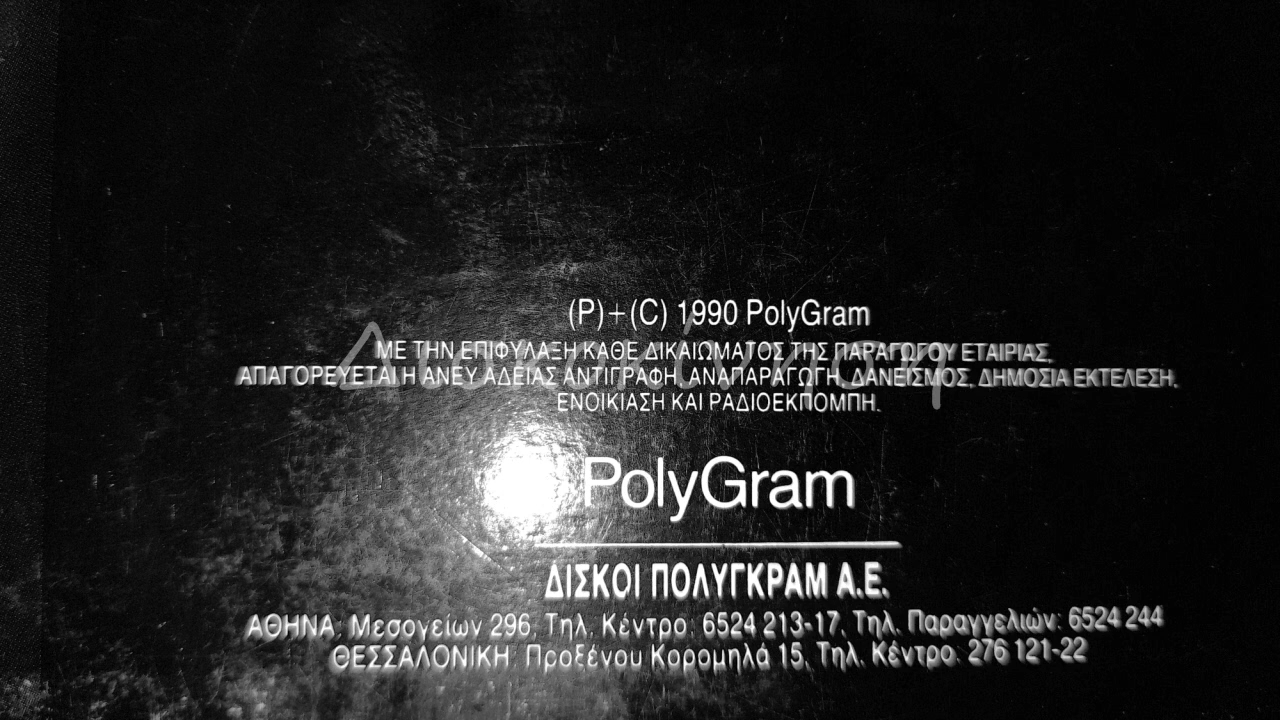 (P)+(C) 1990 PolyGram
ΜΕ ΤΗΝ ΕΠΙΦΥΛΑΞΗ ΚΑΘΕ ΔΙΚΑΙΩΜΑΤΟΣ ΤΗΣ ΠΑΡΑΓΩΓΟΥ ΕΤΑΙΡΙΑΣ.
ΑΠΑΓΟΡΕΥΕΤΑΙ Η ΑΝΕΥ ΑΔΕΙΑΣ ΑΝΤΙΓΡΑΦΗ, ΑΝΑΠΑΡΑΓΩΓΗ, ΔΑΝΕΙΣΜΟΣ, ΔΗΜΟΣΙΑ ΕΚΤΕΛΕΣΗ,
ΕΝΟΙΚΙΑΣΗ ΚΑΙ ΡΑΔΙΟΕΚΠΟΜΠΗ.
PolyGram
ΔΙΣΚΟΙ ΠΟΛΥΓΚΡΑΜ Α.Ε.
ΑΘΗΝΑ: Μεσογείων 296, Τηλ. Κέντρο: 6524 213-17, Τηλ. Παραγγελιών: 6524 244
ΘΕΣΣΑΛΟΝΙΚΗ: Προξένου Κορομηλά 15, Τηλ. Κέντρο: 276 121-22